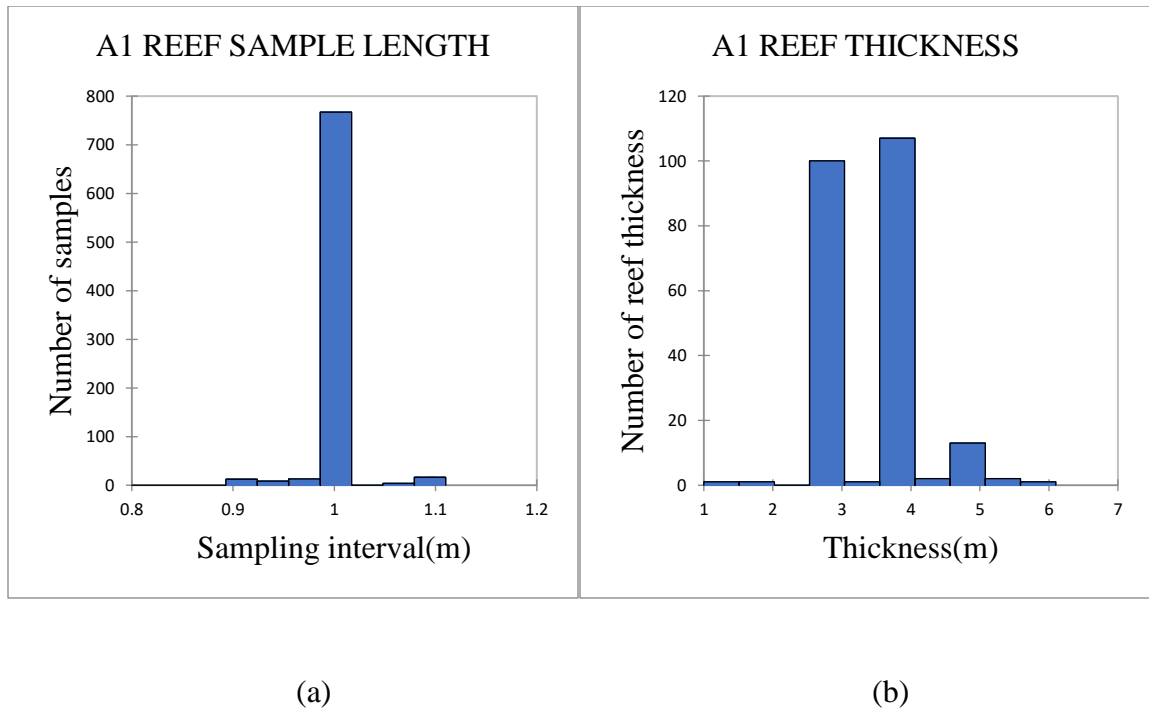 A1 REEF SAMPLE LENGTH
800
700
600
500
400
300
200
100
0
Number of samples
0.8 0.9 1 1.1 1.2
Sampling interval(m)
(a)
A1 REEF THICKNESS
120
100
80
60
40
20
0
Number of reef thickness
1 2 3 4 5 6 7
Thickness(m)
(b)